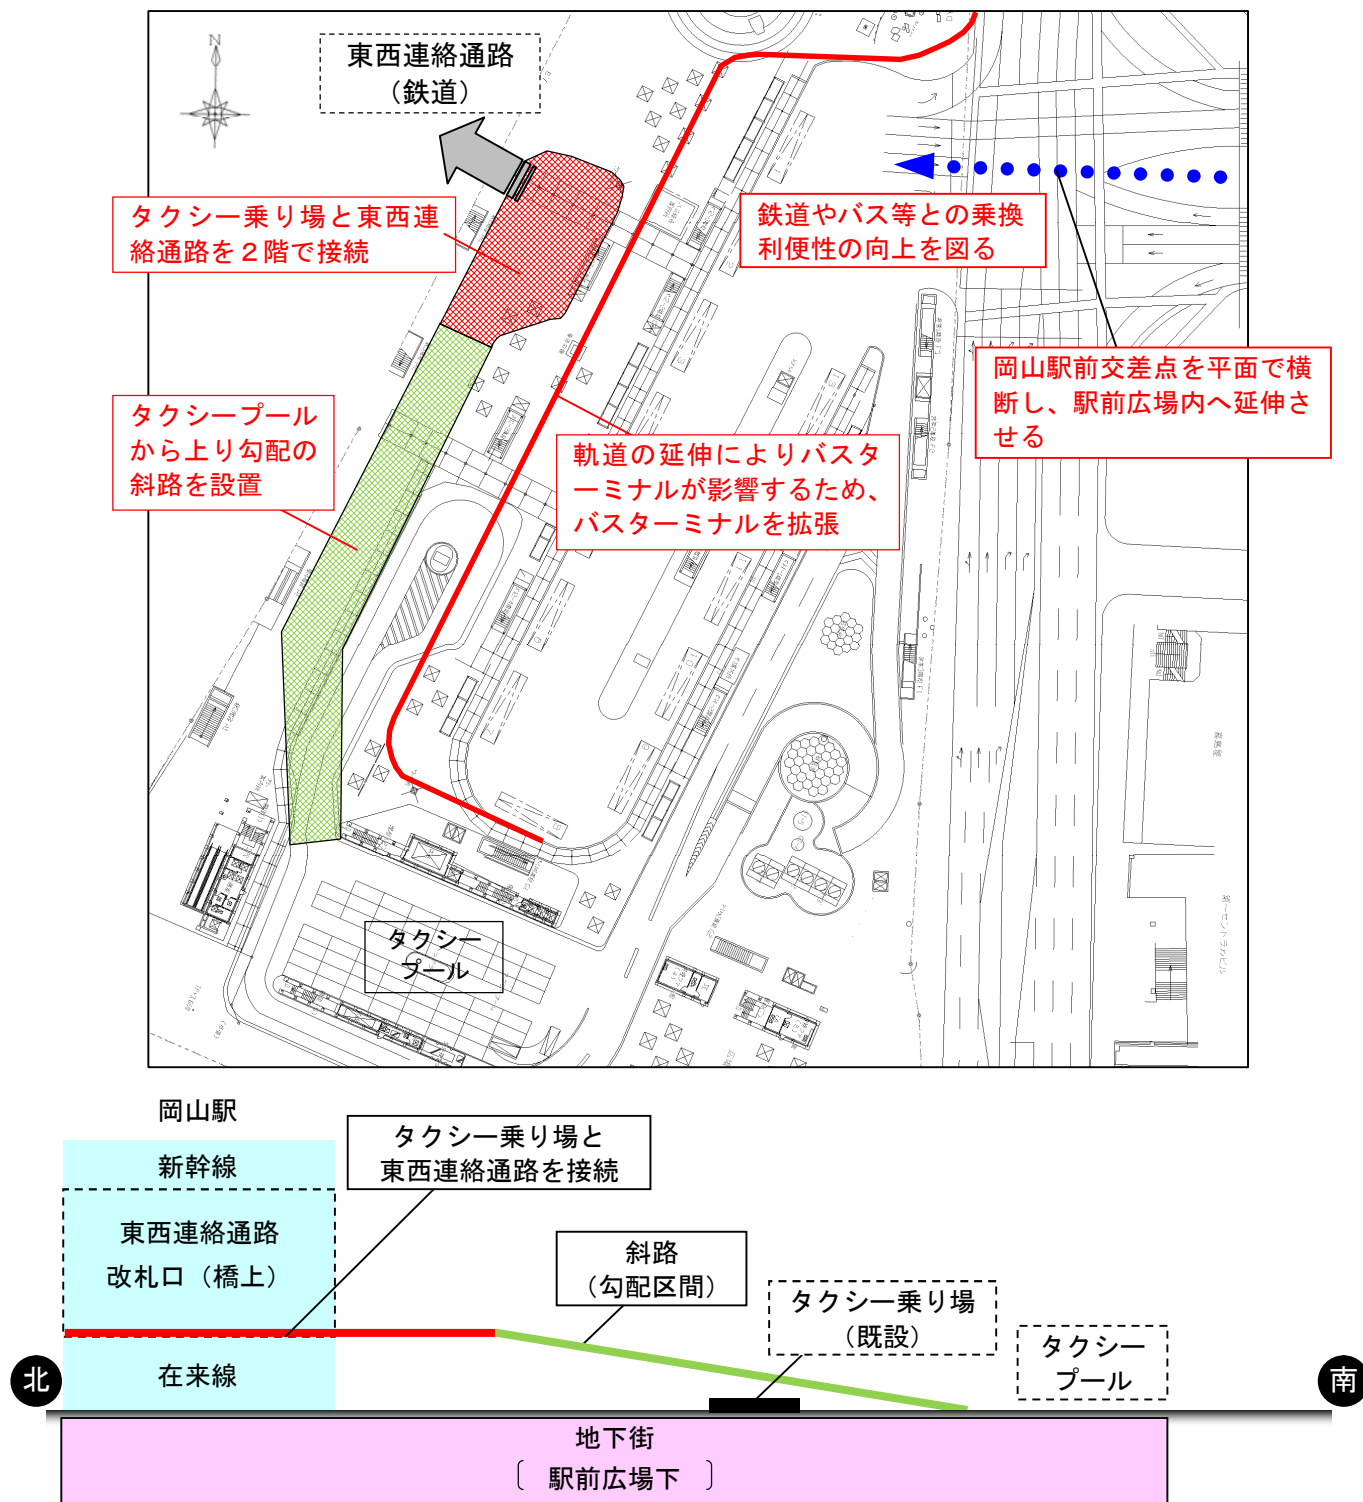 N
東西連絡通路
（鉄道）
タクシー乗り場と東西連
絡通路を２階で接続
鉄道やバス等との乗換
利便性の向上を図る
岡山駅前交差点を平面で横
断し、駅前広場内へ延伸さ
せる
タクシープール
から上り勾配の
斜路を設置
軌道の延伸によりバスタ
ーミナルが影響するため、
バスターミナルを拡張
タクシー
プール
岡山駅
新幹線
タクシー乗り場と
東西連絡通路を接続
東西連絡通路
改札口（橋上）
斜路
（勾配区間）
タクシー乗り場
（既設）
タクシー
プール
北
在来線
南
地下街
〔　駅前広場下　〕